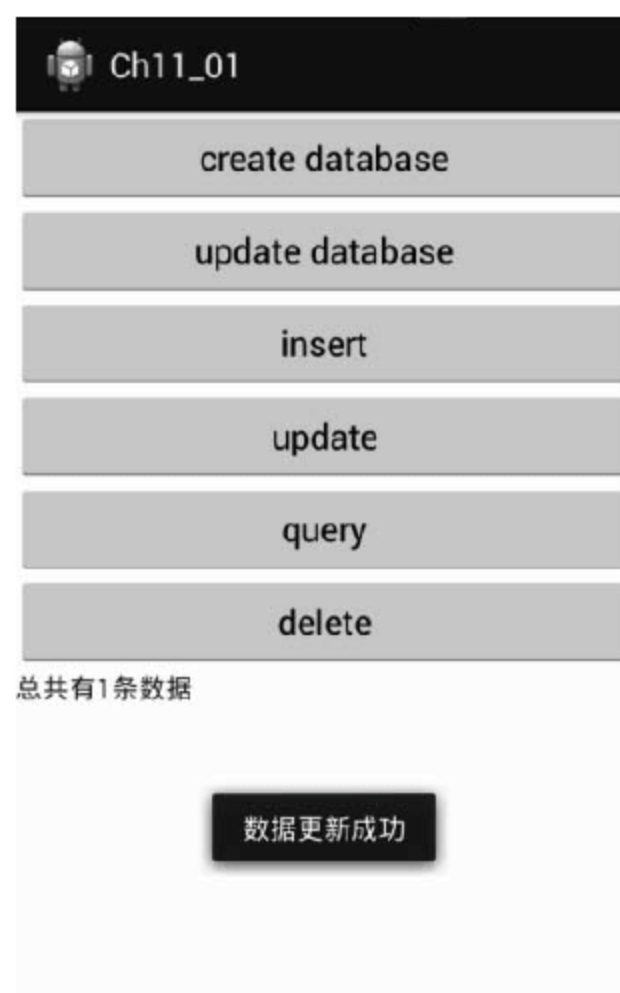 Ch11_01
create database
update database
insert
update
query
delete
总共有1条数据
数据更新成功